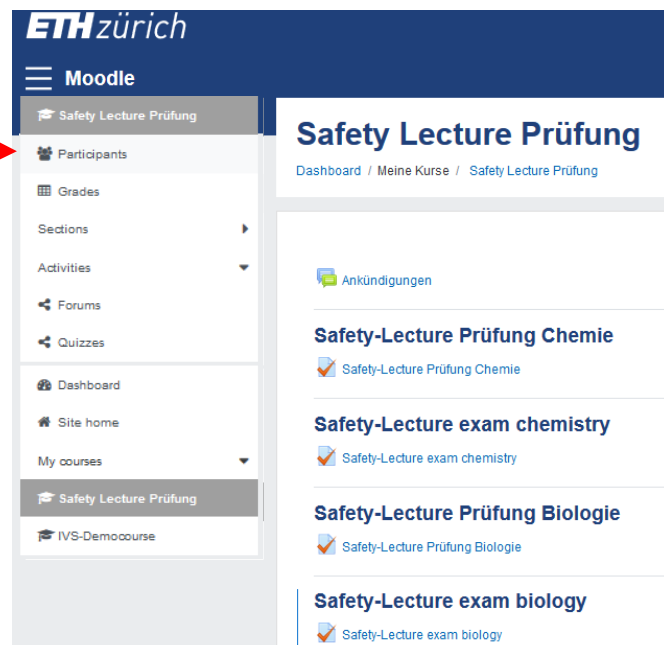 ETH zürich
Moodle
Safety Lecture Prüfung
Participants
Grades
Sections
Activities
Forums
Quizzes
Dashboard
Site home
My courses
Safety Lecture Prüfung
IVS-Democourse
Safety Lecture Prüfung
Dashboard / Meine Kurse / Safety Lecture Prüfung
Ankündigungen
Safety-Lecture Prüfung Chemie
Safety-Lecture Prüfung Chemie
Safety-Lecture exam chemistry
Safety-Lecture exam chemistry
Safety-Lecture Prüfung Biologie
Safety-Lecture Prüfung Biologie
Safety-Lecture exam biology
Safety-Lecture exam biology